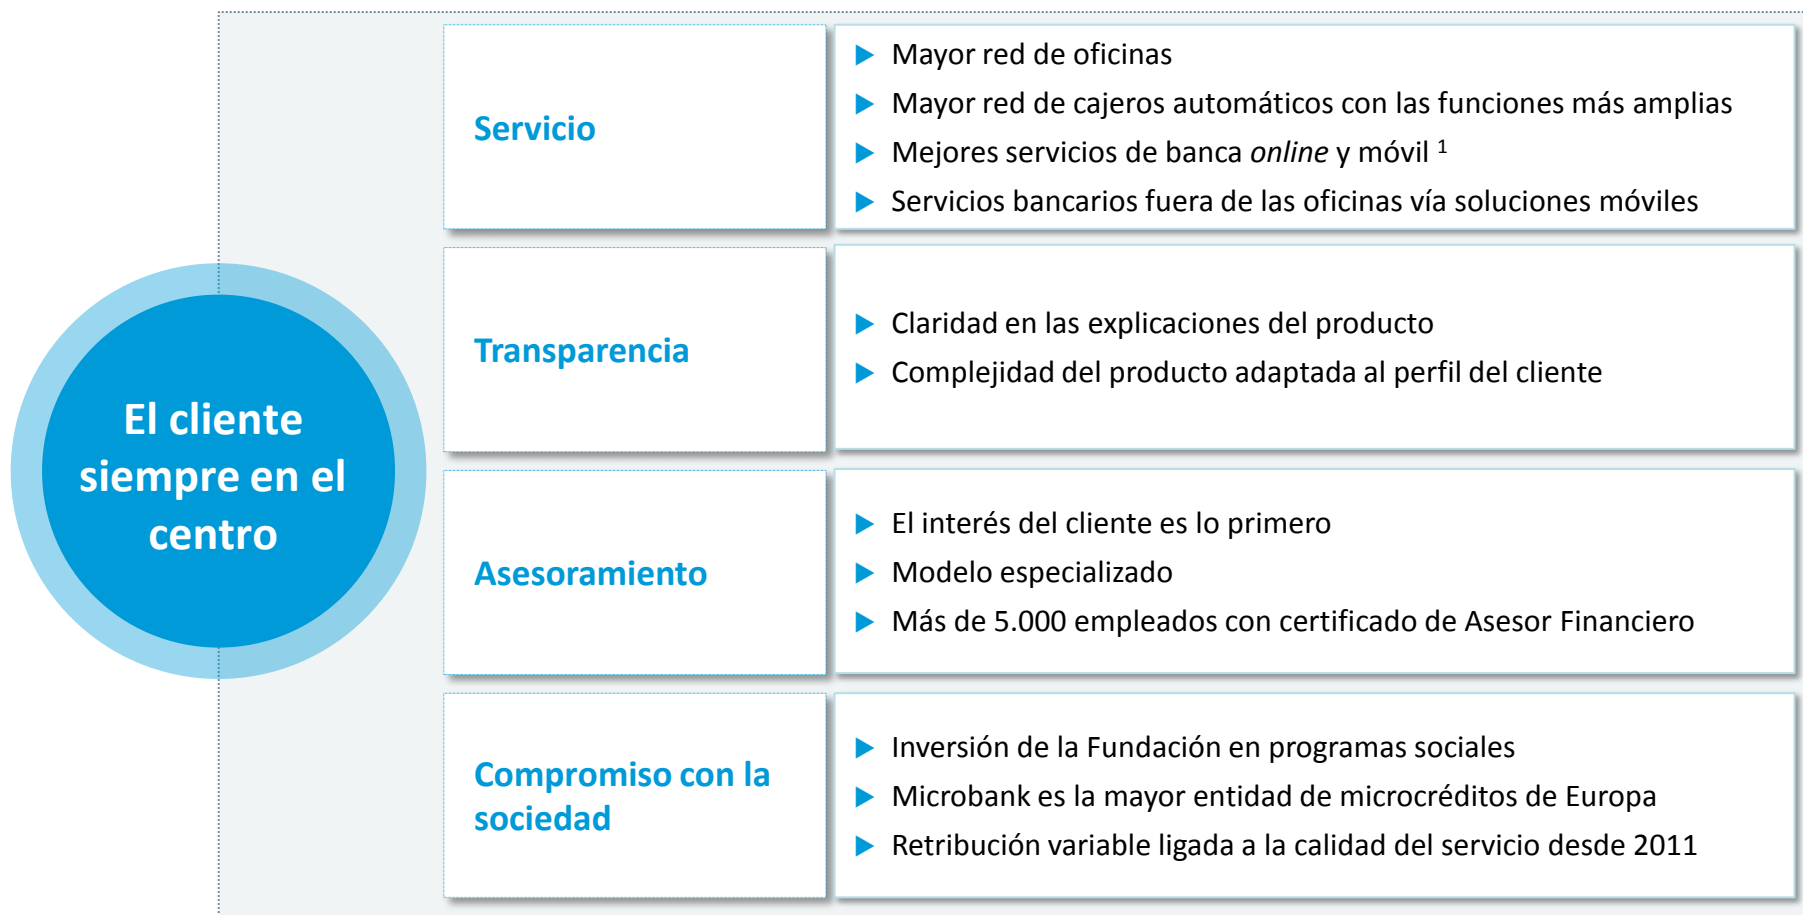 El cliente
siempre en el
centro
Servicio
Mayor red de oficinas
Mayor red de cajeros automáticos con las funciones más amplias
Mejores servicios de banca online y móvil ¹
Servicios bancarios fuera de las oficinas vía soluciones móviles
Transparencia
Claridad en las explicaciones del producto
Complejidad del producto adaptada al perfil del cliente
Asesoramiento
El interés del cliente es lo primero
Modelo especializado
Más de 5.000 empleados con certificado de Asesor Financiero
Compromiso con la
sociedad
Inversión de la Fundación en programas sociales
Microbank es la mayor entidad de microcréditos de Europa
Retribución variable ligada a la calidad del servicio desde 2011